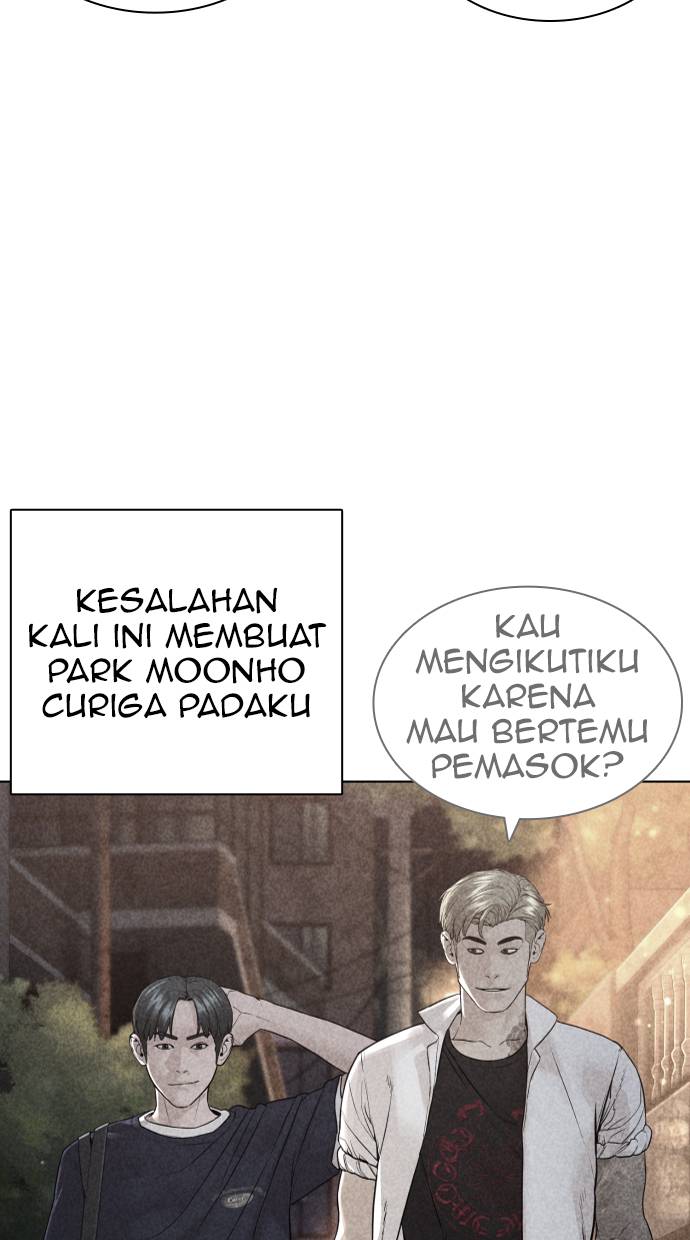 KESALAHAN
KALI INI MEMBUAT
PARK MOONHO
CURIGA PADAKU
KAU
MENGIKUTIKU
KARENA
MAU BERTEMU
PEMASOK?